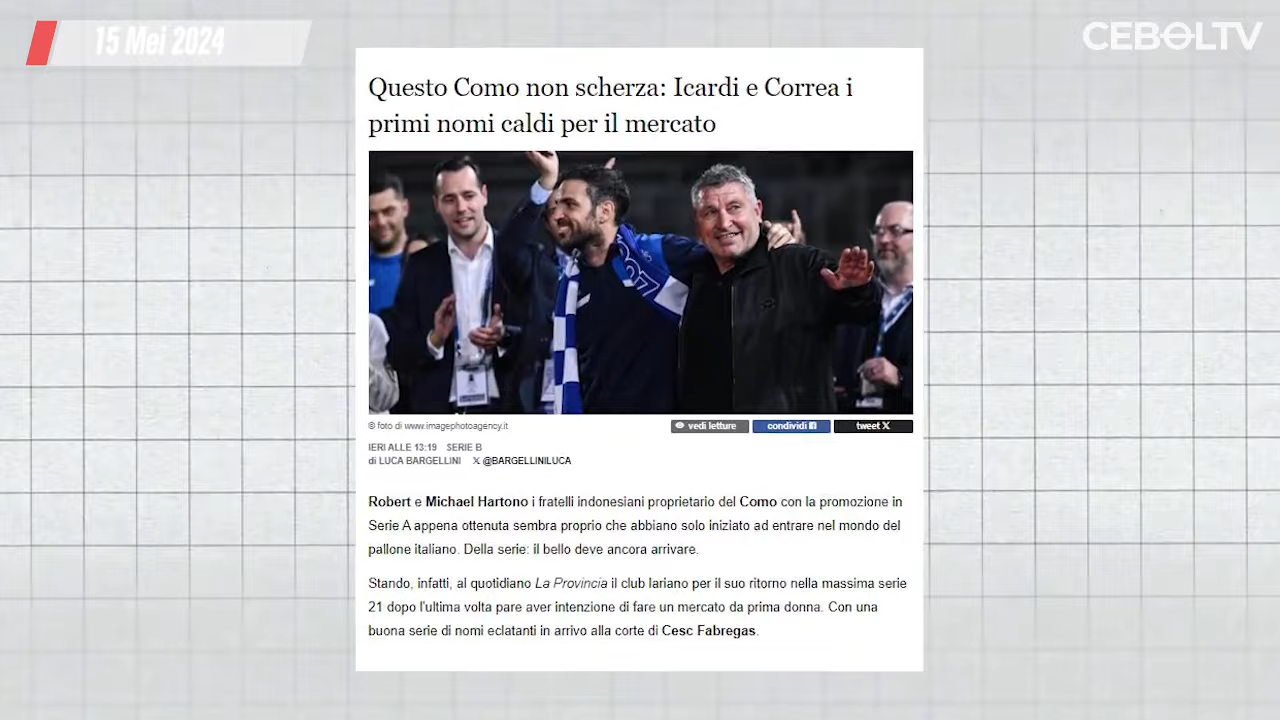 15 Mei 2024
CEBOLTV
Questo Como non scherza: Icardi e Correa i
primi nomi caldi per il mercato
© foto di www.imagephotoagency.it
vedi letture
condividi
tweet X
IERI ALLE 13:19 SERIE B
di LUCA BARGELLINI X @BARGELLINILUCA
Robert e Michael Hartono i fratelli indonesiani proprietario del Como con la promozione in
Serie A appena ottenuta sembra proprio che abbiano solo iniziato ad entrare nel mondo del
pallone italiano. Della serie: il bello deve ancora arrivare.
Stando, infatti, al quotidiano La Provincia il club lariano per il suo ritorno nella massima serie
21 dopo l'ultima volta pare aver intenzione di fare un mercato da prima donna. Con una
buona serie di nomi eclatanti in arrivo alla corte di Cesc Fabregas.